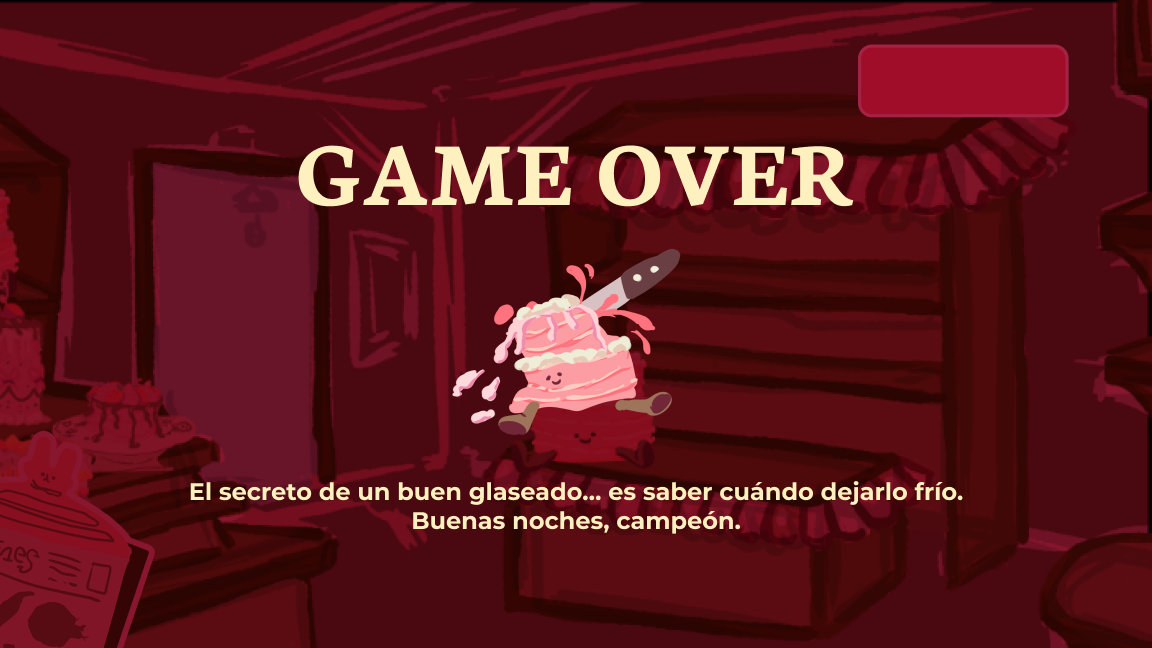 GAME OVER
El secreto de un buen glaseado... es saber cuándo dejarlo frío.
Buenas noches, campeón.